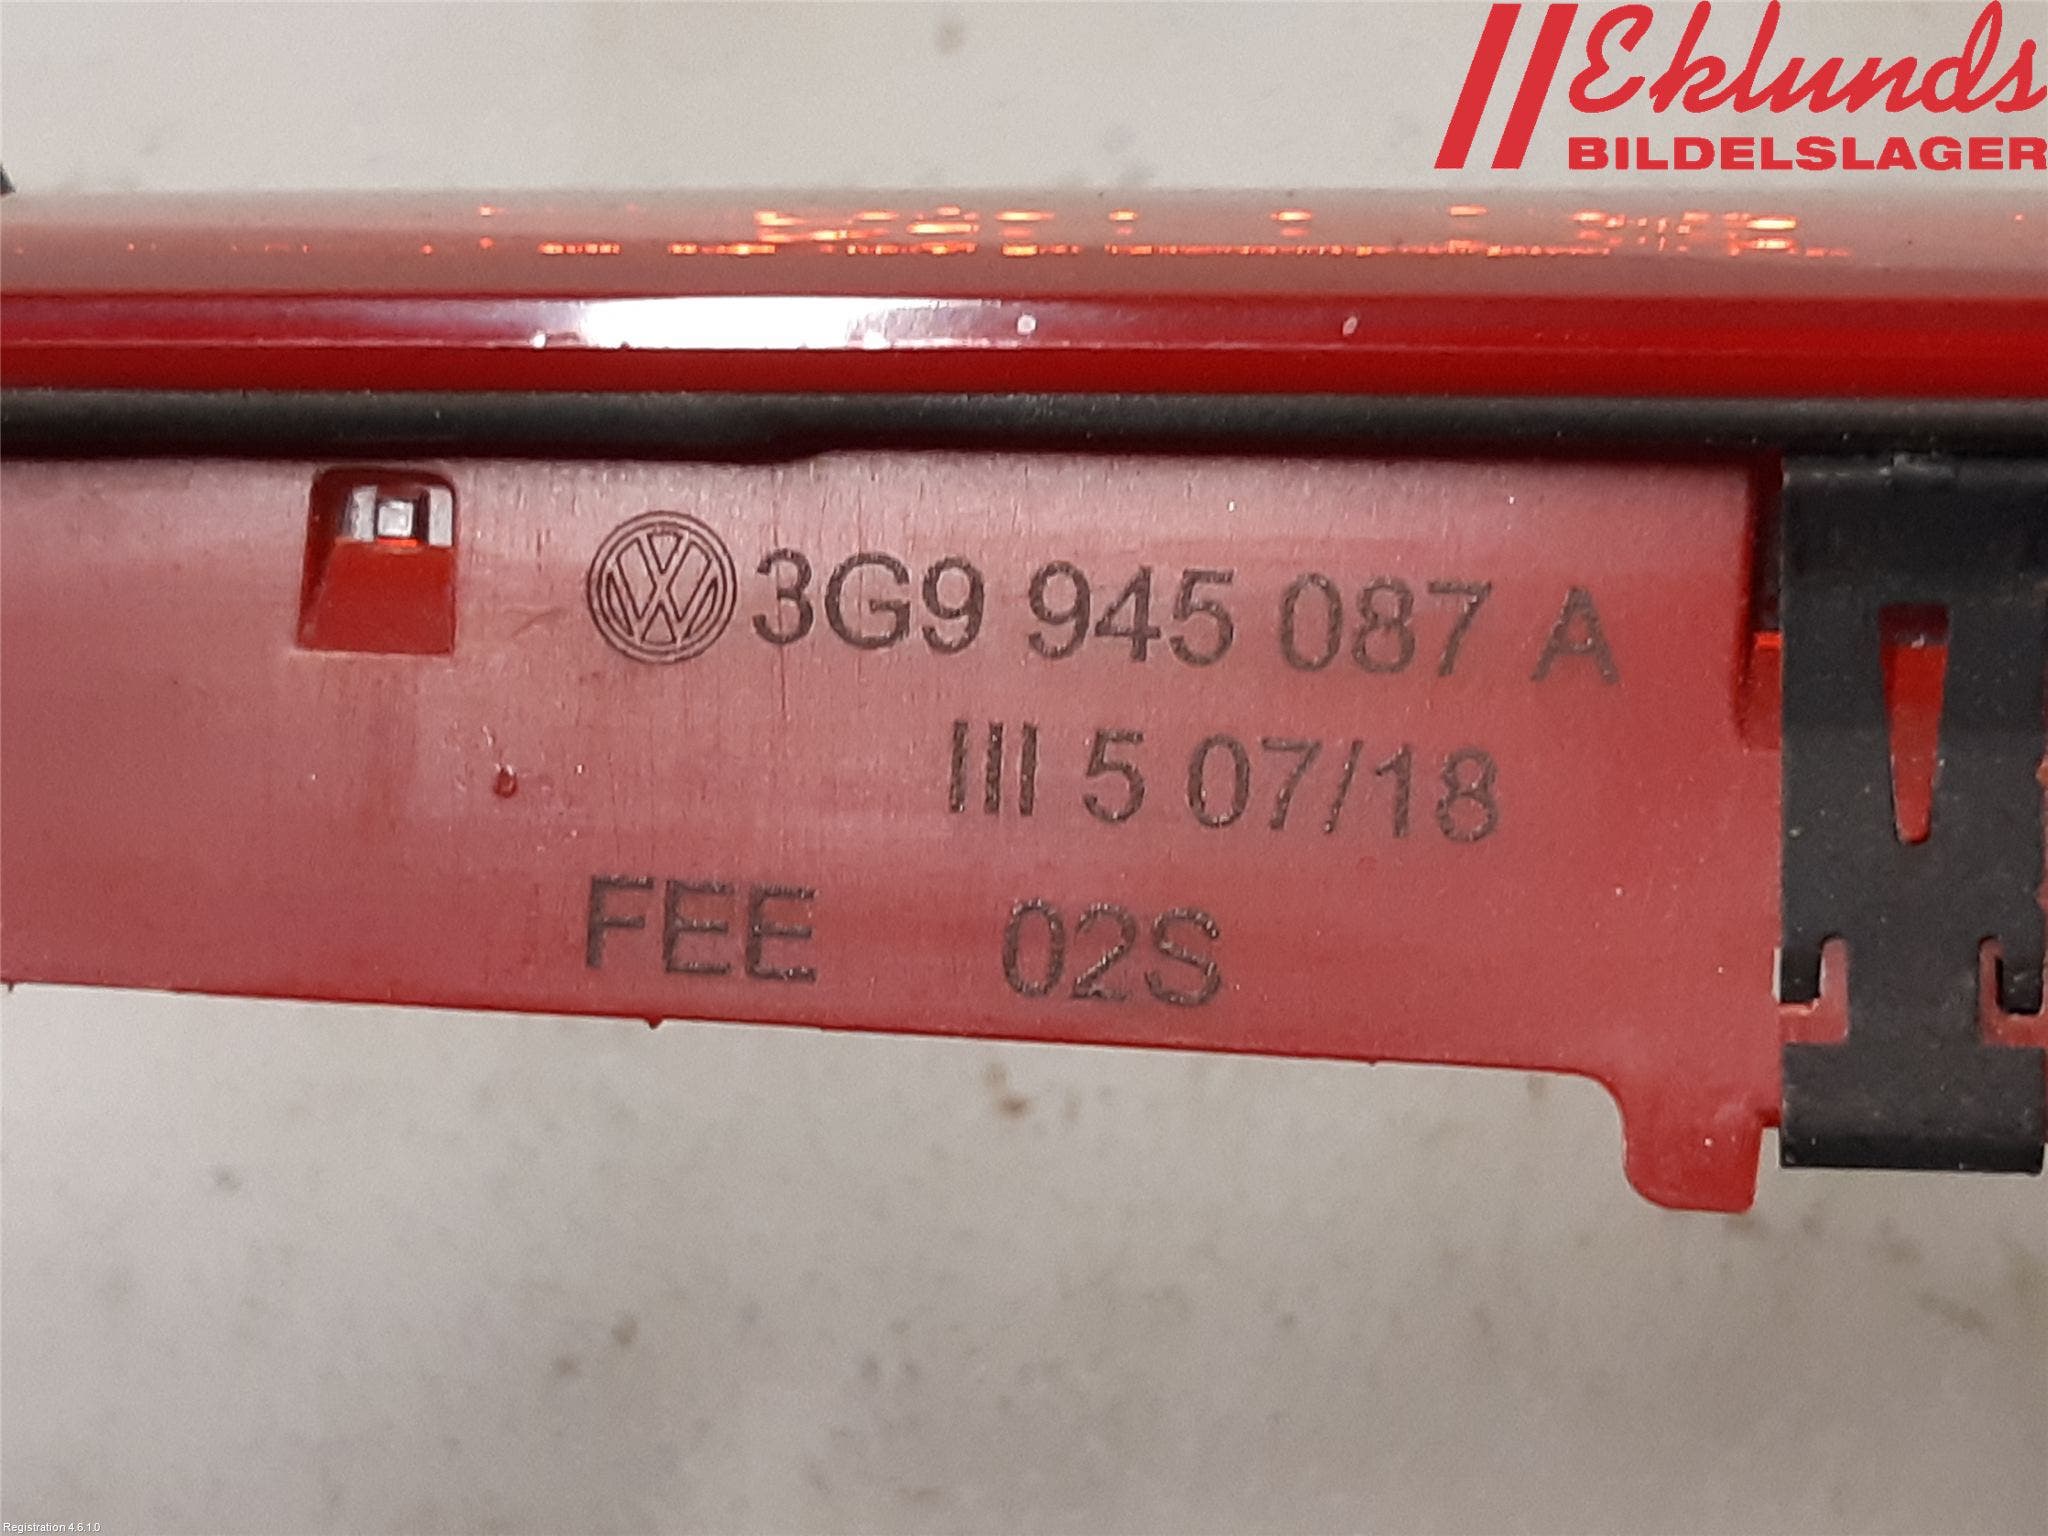 Eklunds
BILDELSLAGER
3G9 945 087 A
III 5 07/18
FEE 02S
Registration 4.6.1.0